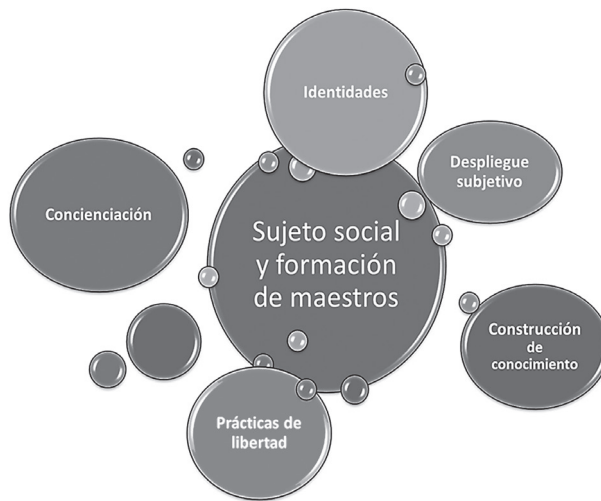 Identidades
Despliegue
subjetivo
Concienciación
Sujeto social
y formación
de maestros
Construcción
de
conocimiento
Prácticas de
libertad